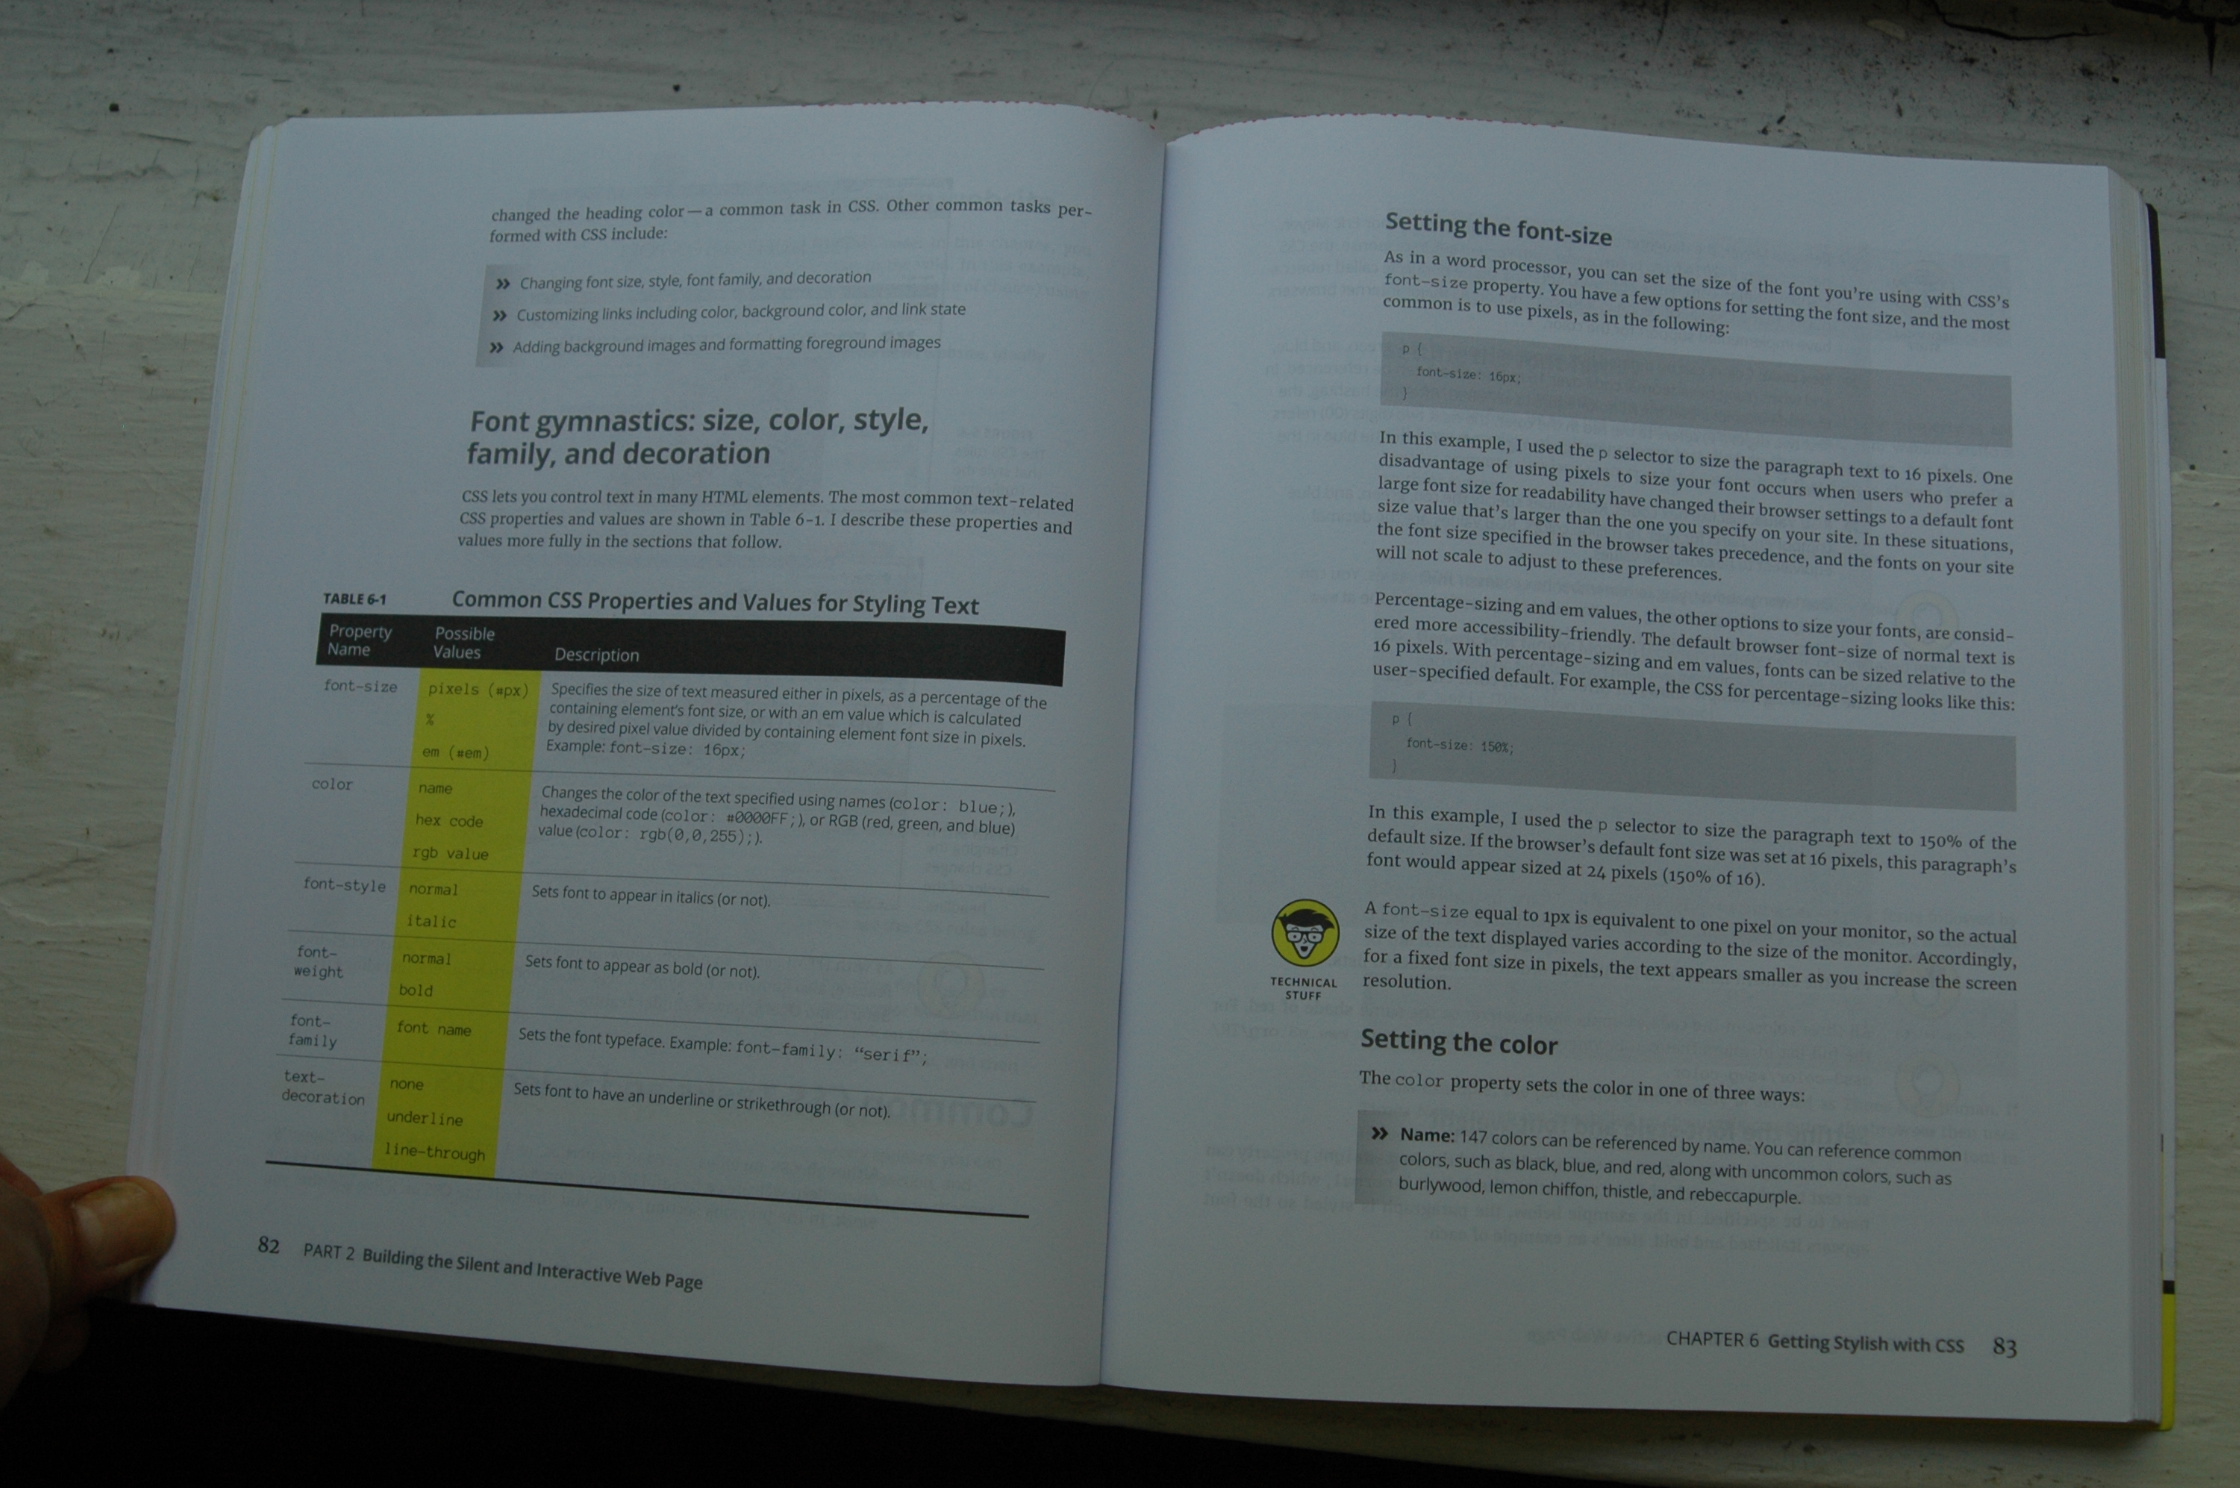 changed the heading color — a common task in CSS. Other common tasks per-
formed with CSS include:
» Changing font size, style, font family, and decoration
» Customizing links including color, background color, and link state
» Adding background images and formatting foreground images
Font gymnastics: size, color, style,
family, and decoration
CSS lets you control text in many HTML elements. The most common text-related
CSS properties and values are shown in Table 6-1. I describe these properties and
values more fully in the sections that follow.
TABLE 6-1 Common CSS Properties and Values for Styling Text
Property Name Possible Values Description
font-size pixels (#px) Specifies the size of text measured either in pixels, as a percentage of the
% containing element's font size, or with an em value which is calculated
by desired pixel value divided by containing element font size in pixels.
em (#em) Example: font-size: 16px;
color name Changes the color of the text specified using names (color: blue;),
hex code hexadecimal code (color: #0000FF;), or RGB (red, green, and blue)
rgb value value (color: rgb(0,0,255);).
font-style normal Sets font to appear in italics (or not).
italic
font-weight normal Sets font to appear as bold (or not).
bold
font-family font name Sets the font typeface. Example: font-family: “serif”;
text-decoration none Sets font to have an underline or strikethrough (or not).
underline
line-through
82 PART 2 Building the Silent and Interactive Web Page
Setting the font-size
As in a word processor, you can set the size of the font you're using with CSS's
font-size property. You have a few options for setting the font size, and the most
common is to use pixels, as in the following:
p {
font-size: 16px;
}
In this example, I used the p selector to size the paragraph text to 16 pixels. One
disadvantage of using pixels to size your font occurs when users who prefer a
large font size for readability have changed their browser settings to a default font
size value that's larger than the one you specify on your site. In these situations,
the font size specified in the browser takes precedence, and the fonts on your site
will not scale to adjust to these preferences.
Percentage-sizing and em values, the other options to size your fonts, are consid-
ered more accessibility-friendly. The default browser font-size of normal text is
16 pixels. With percentage-sizing and em values, fonts can be sized relative to the
user-specified default. For example, the CSS for percentage-sizing looks like this:
p {
font-size: 150%;
}
In this example, I used the p selector to size the paragraph text to 150% of the
default size. If the browser's default font size was set at 16 pixels, this paragraph's
font would appear sized at 24 pixels (150% of 16).
TECHNICAL
STUFF
A font-size equal to 1px is equivalent to one pixel on your monitor, so the actual
size of the text displayed varies according to the size of the monitor. Accordingly,
for a fixed font size in pixels, the text appears smaller as you increase the screen
resolution.
Setting the color
The color property sets the color in one of three ways:
» Name: 147 colors can be referenced by name. You can reference common
colors, such as black, blue, and red, along with uncommon colors, such as
burlywood, lemon chiffon, thistle, and rebeccapurple.
CHAPTER 6 Getting Stylish with CSS 83